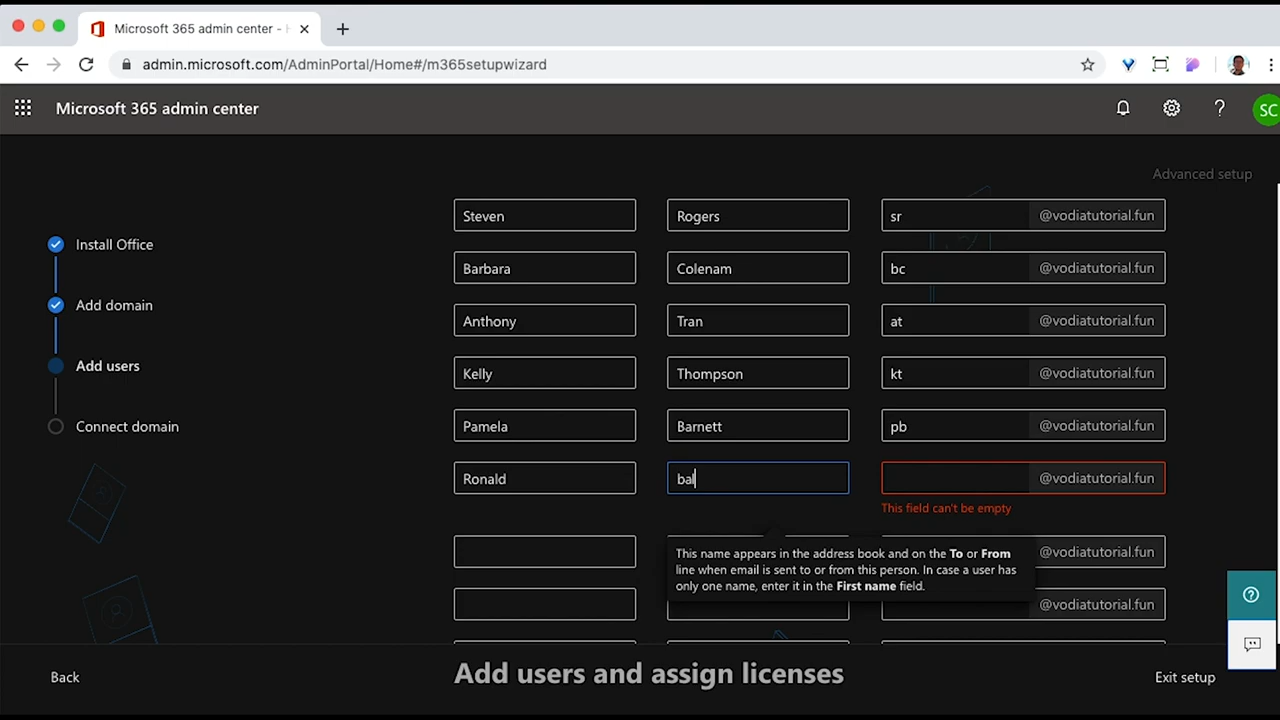 Microsoft 365 admin center - H
admin.microsoft.com/AdminPortal/Home#/m365setupwizard
Microsoft 365 admin center
SC
Advanced setup
Install Office
Add domain
Add users
Connect domain
Steven Rogers sr @vodiatutorial.fun
Barbara Colenam bc @vodiatutorial.fun
Anthony Tran at @vodiatutorial.fun
Kelly Thompson kt @vodiatutorial.fun
Pamela Barnett pb @vodiatutorial.fun
Ronald bal @vodiatutorial.fun
This field can't be empty
@vodiatutorial.fun
This name appears in the address book and on the To or From
line when email is sent to or from this person. In case a user has
only one name, enter it in the First name field.
@vodiatutorial.fun
Back
Add users and assign licenses
Exit setup